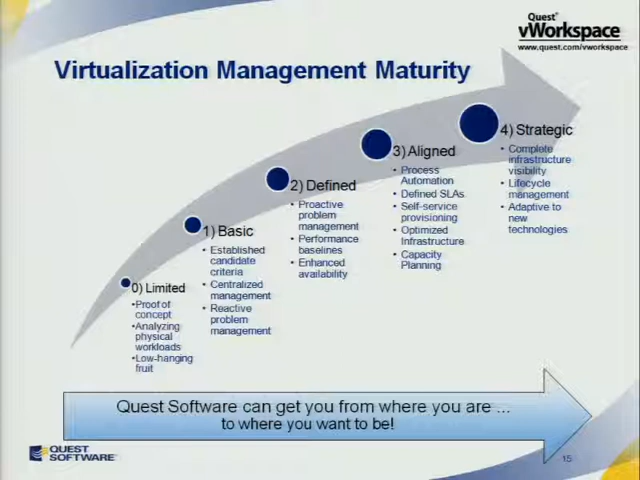 Quest®
vWorkspace
www.quest.com/vworkspace
Virtualization Management Maturity
4) Strategic
• Complete
infrastructure
visibility
• Lifecycle
management
• Adaptive to
new
technologies
3) Aligned
• Process
Automation
• Defined SLAs
• Self-service
provisioning
• Optimized
Infrastructure
• Capacity
Planning
2) Defined
• Proactive
problem
management
• Performance
baselines
• Enhanced
availability
1) Basic
• Established
candidate
criteria
• Centralized
management
• Reactive
problem
management
0) Limited
•Proof of
concept
•Analyzing
physical
workloads
•Low-hanging
fruit
Quest Software can get you from where you are ...
to where you want to be!
QUEST
SOFTWARE
15